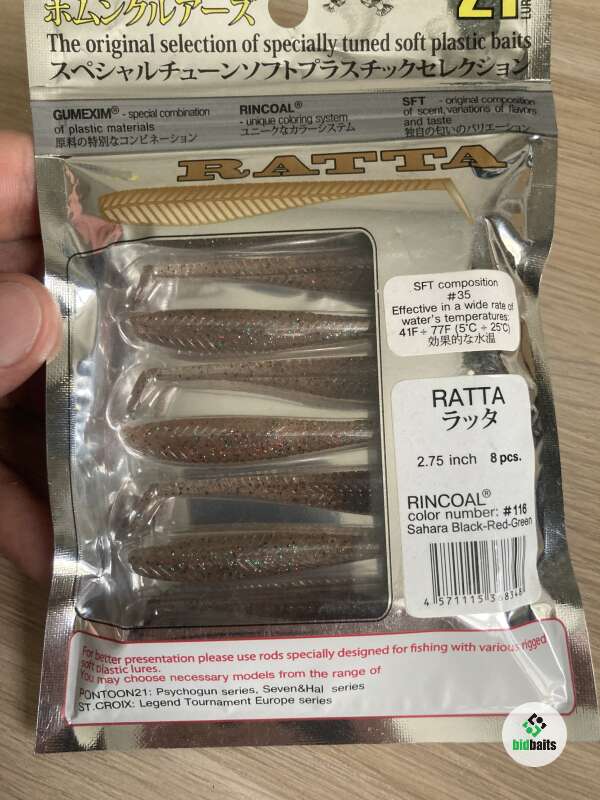 ホムンクルアーズ
21
LURE
The original selection of specially tuned soft plastic baits
スペシャルチューンソフトプラスチックセレクション
GUMEXIM® - special combination
of plastic materials
原料の特別なコンビネーション
RINCOAL®
- unique coloring system
ユニークなカラーシステム
SFT - original composition
of scent, variations of flavors
and taste
独自の匂いのバリエーション
RATTA
SFT composition
#35
Effective in a wide rate of
water's temperatures:
41F÷77F (5°C ÷ 25°C)
効果的な水温
RATTA
ラッタ
2.75 inch 8 pcs.
RINCOAL®
color number: #116
Sahara Black-Red-Green
4 571115
For better presentation please use rods specially designed for fishing with various rigged
soft plastic lures.
You may choose necessary models from the range of
PONTOON21: Psychogun series, Seven&Hal series
ST.CROIX: Legend Tournament Europe series
bidbaits